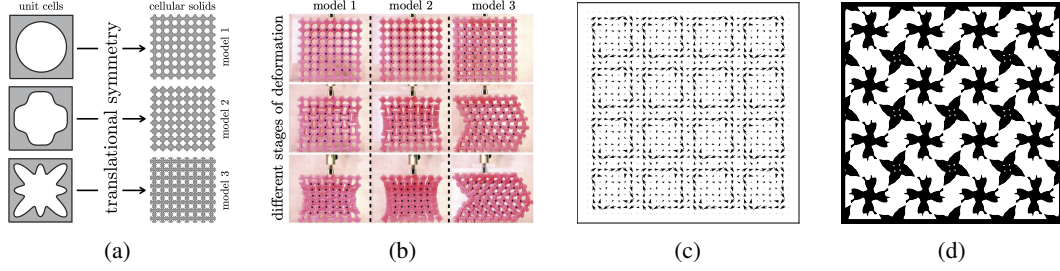 unit cells
cellular solids
translational symmetry
model 1
model 2
model 3
different stages of deformation
model 1
model 2
model 3
(a)
(b)
(c)
(d)